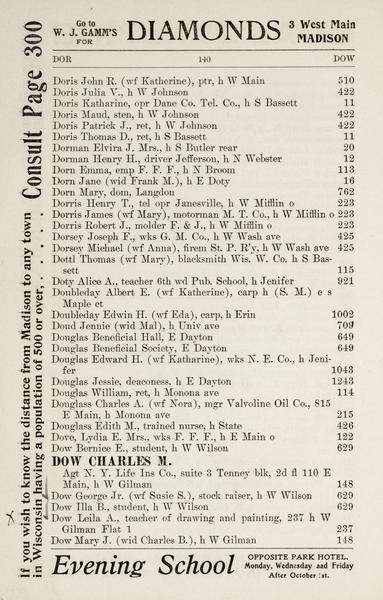 Go to
W. J. GAMM'S
FOR
DIAMONDS
3 West Main
MADISON
DOR 140 DOW
Doris John R. (wf Katherine), ptr, h W Main 510
Doris Julia V., h W Johnson 422
Doris Katharine, opr Dane Co. Tel. Co., h S Bassett 11
Doris Maud, sten, h W Johnson 422
Doris Patrick J., ret, h W Johnson 422
Doris Thomas D., ret, h S Bassett 11
Dorman Elvira J. Mrs., h S Butler rear 20
Dorman Henry H., driver Jefferson, h N Webster 12
Dorn Emma, emp F. F. F., h N Broom 113
Dorn Jane (wid Frank M.), h E Doty 16
Dorn Mary, dom, Langdon 762
Dorris Henry T., tel opr Janesville, h W Mifflin o 223
Dorris James (wf Mary), motorman M. T. Co., h W Mifflin o 223
Dorris Robert J., molder F. & J., h W Mifflin o 223
Dorsey Joseph F., wks G. M. Co., h W Wash ave 425
Dorsey Michael (wf Anna), firem St. P. R'y, h W Wash ave 425
Dottl Thomas (wf Mary), blacksmith Wis. W. Co. h S Bas-
sett 115
Doty Alice A., teacher 6th wd Pub. School, h Jenifer 921
Doubleday Albert E. (wf Katherine), carp h (S. M.) e s
Maple ct
Doubleday Edwin H. (wf Eda), carp, h Erin 1002
Doud Jennie (wid Mal), h Univ ave 709
Douglas Beneficial Hall, E Dayton 649
Douglas Beneficial Society, E Dayton 649
Douglas Edward H. (wf Katharine), wks N. E. Co., h Jeni-
fer 1043
Douglas Jessie, deaconess, h E Dayton 1243
Douglas William, ret, h Monona ave 114
Douglass Charles A. (wf Nora), mgr Valvoline Oil Co., 815
E Main, h Monona ave 215
Douglass Edith M., trained nurse, h State 426
Dove, Lydia E. Mrs., wks F. F. F., h E Main o 122
Dow Bernice E., student, h W Wilson 629
DOW CHARLES M.
Agt N. Y. Life Ins Co., suite 3 Tenney blk, 2d fl 110 E
Main, h W Gilman 148
Dow George Jr. (wf Susie S.), stock raiser, h W Wilson 629
Dow Illa B., student, h W Wilson 629
Dow Leila A., teacher of drawing and painting, 237 h W
Gilman Flat 1 237
Dow Mary J. (wid Charles B.), h W Gilman 148
If you wish to know the distance from Madison to any town
in Wisconsin having a population of 500 or over........ Consult Page 300
Evening School
OPPOSITE PARK HOTEL.
Monday, Wednesday and Friday
After October 1st.